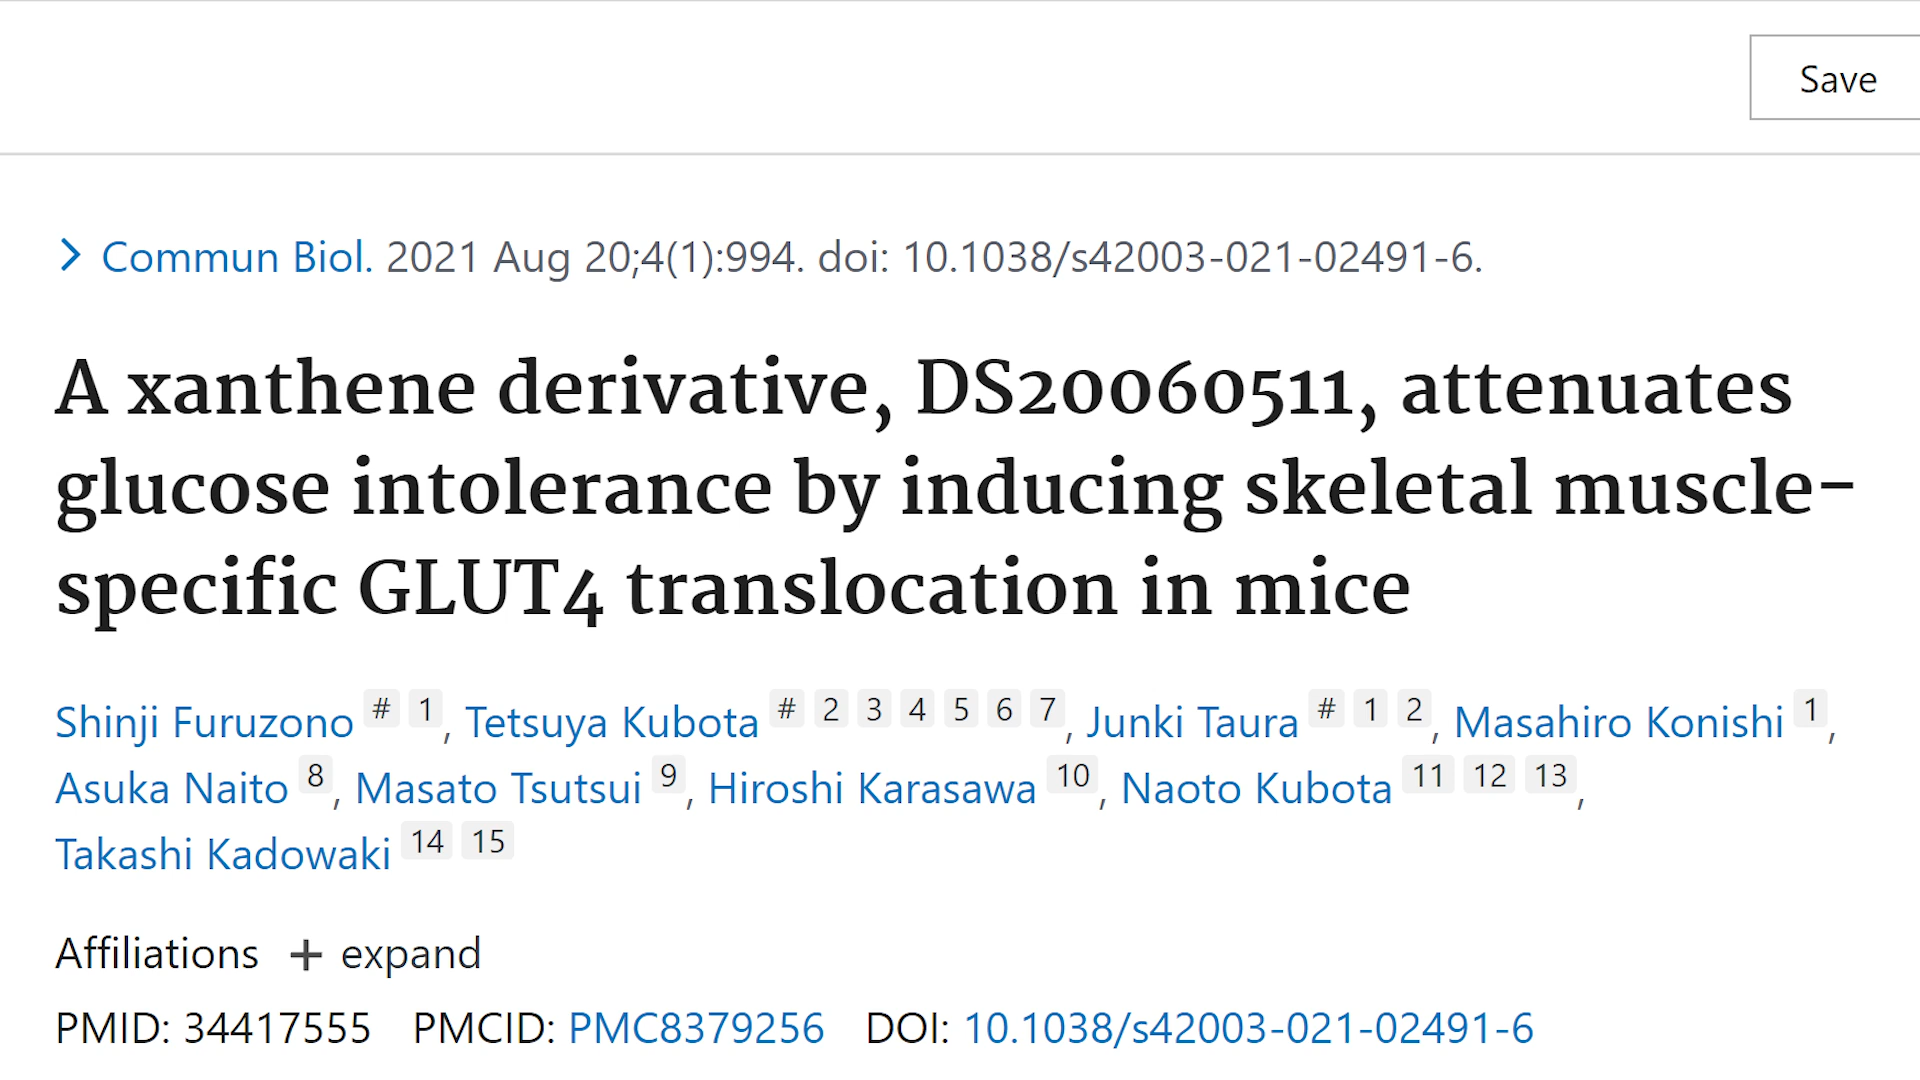 Save
Commun Biol. 2021 Aug 20;4(1):994. doi: 10.1038/s42003-021-02491-6.
A xanthene derivative, DS20060511, attenuates
glucose intolerance by inducing skeletal muscle-
specific GLUT4 translocation in mice
Shinji Furuzono # 1, Tetsuya Kubota # 2 3 4 5 6 7, Junki Taura # 1 2, Masahiro Konishi 1,
Asuka Naito 8, Masato Tsutsui 9, Hiroshi Karasawa 10, Naoto Kubota 11 12 13,
Takashi Kadowaki 14 15
Affiliations + expand
PMID: 34417555 PMCID: PMC8379256 DOI: 10.1038/s42003-021-02491-6